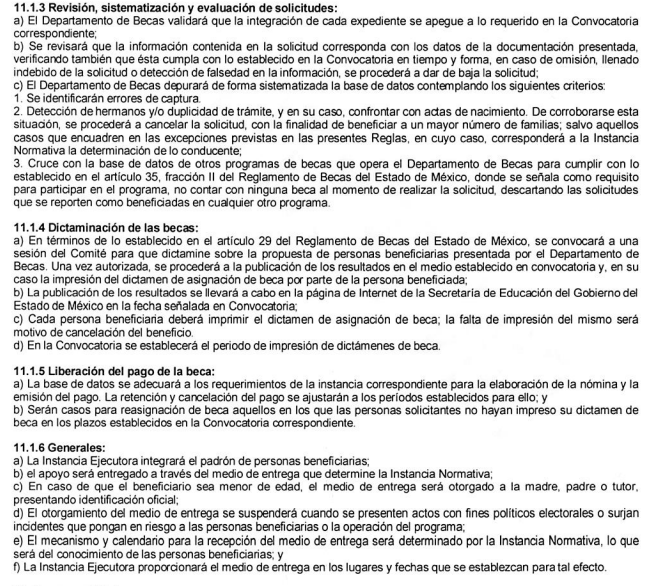 11.1.3 Revisión, sistematización y evaluación de solicitudes:
a) El Departamento de Becas validará que la integración de cada expediente se apegue a lo requerido en la Convocatoria
correspondiente;
b) Se revisará que la información contenida en la solicitud corresponda con los datos de la documentación presentada,
verificando también que ésta cumpla con lo establecido en la Convocatoria en tiempo y forma, en caso de omisión, llenado
indebido de la solicitud o detección de falsedad en la información, se procederá a dar de baja la solicitud;
c) El Departamento de Becas depurará de forma sistematizada la base de datos contemplando los siguientes criterios:
1. Se identificarán errores de captura.
2. Detección de hermanos y/o duplicidad de trámite, y en su caso, confrontar con actas de nacimiento. De corroborarse esta
situación, se procederá a cancelar la solicitud, con la finalidad de beneficiar a un mayor número de familias; salvo aquellos
casos que encuadren en las excepciones previstas en las presentes Reglas, en cuyo caso, corresponderá a la Instancia
Normativa la determinación de lo conducente;
3. Cruce con la base de datos de otros programas de becas que opera el Departamento de Becas para cumplir con lo
establecido en el artículo 35, fracción II del Reglamento de Becas del Estado de México, donde se señala como requisito
para participar en el programa, no contar con ninguna beca al momento de realizar la solicitud, descartando las solicitudes
que se reporten como beneficiadas en cualquier otro programa.
11.1.4 Dictaminación de las becas:
a) En términos de lo establecido en el artículo 29 del Reglamento de Becas del Estado de México, se convocará a una
sesión del Comité para que dictamine sobre la propuesta de personas beneficiarias presentada por el Departamento de
Becas. Una vez autorizada, se procederá a la publicación de los resultados en el medio establecido en convocatoria y, en su
caso la impresión del dictamen de asignación de beca por parte de la persona beneficiada;
b) La publicación de los resultados se llevará a cabo en la página de Internet de la Secretaría de Educación del Gobierno del
Estado de México en la fecha señalada en Convocatoria;
c) Cada persona beneficiaria deberá imprimir el dictamen de asignación de beca; la falta de impresión del mismo será
motivo de cancelación del beneficio.
d) En la Convocatoria se establecerá el periodo de impresión de dictámenes de beca.
11.1.5 Liberación del pago de la beca:
a) La base de datos se adecuará a los requerimientos de la instancia correspondiente para la elaboración de la nómina y la
emisión del pago. La retención y cancelación del pago se ajustarán a los períodos establecidos para ello; y
b) Serán casos para reasignación de beca aquellos en los que las personas solicitantes no hayan impreso su dictamen de
beca en los plazos establecidos en la Convocatoria correspondiente.
11.1.6 Generales:
a) La Instancia Ejecutora integrará el padrón de personas beneficiarias;
b) el apoyo será entregado a través del medio de entrega que determine la Instancia Normativa;
c) En caso de que el beneficiario sea menor de edad, el medio de entrega será otorgado a la madre, padre o tutor,
presentando identificación oficial;
d) El otorgamiento del medio de entrega se suspenderá cuando se presenten actos con fines políticos electorales o surjan
incidentes que pongan en riesgo a las personas beneficiarias o la operación del programa;
e) El mecanismo y calendario para la recepción del medio de entrega será determinado por la Instancia Normativa, lo que
será del conocimiento de las personas beneficiarias; y
f) La Instancia Ejecutora proporcionará el medio de entrega en los lugares y fechas que se establezcan para tal efecto.